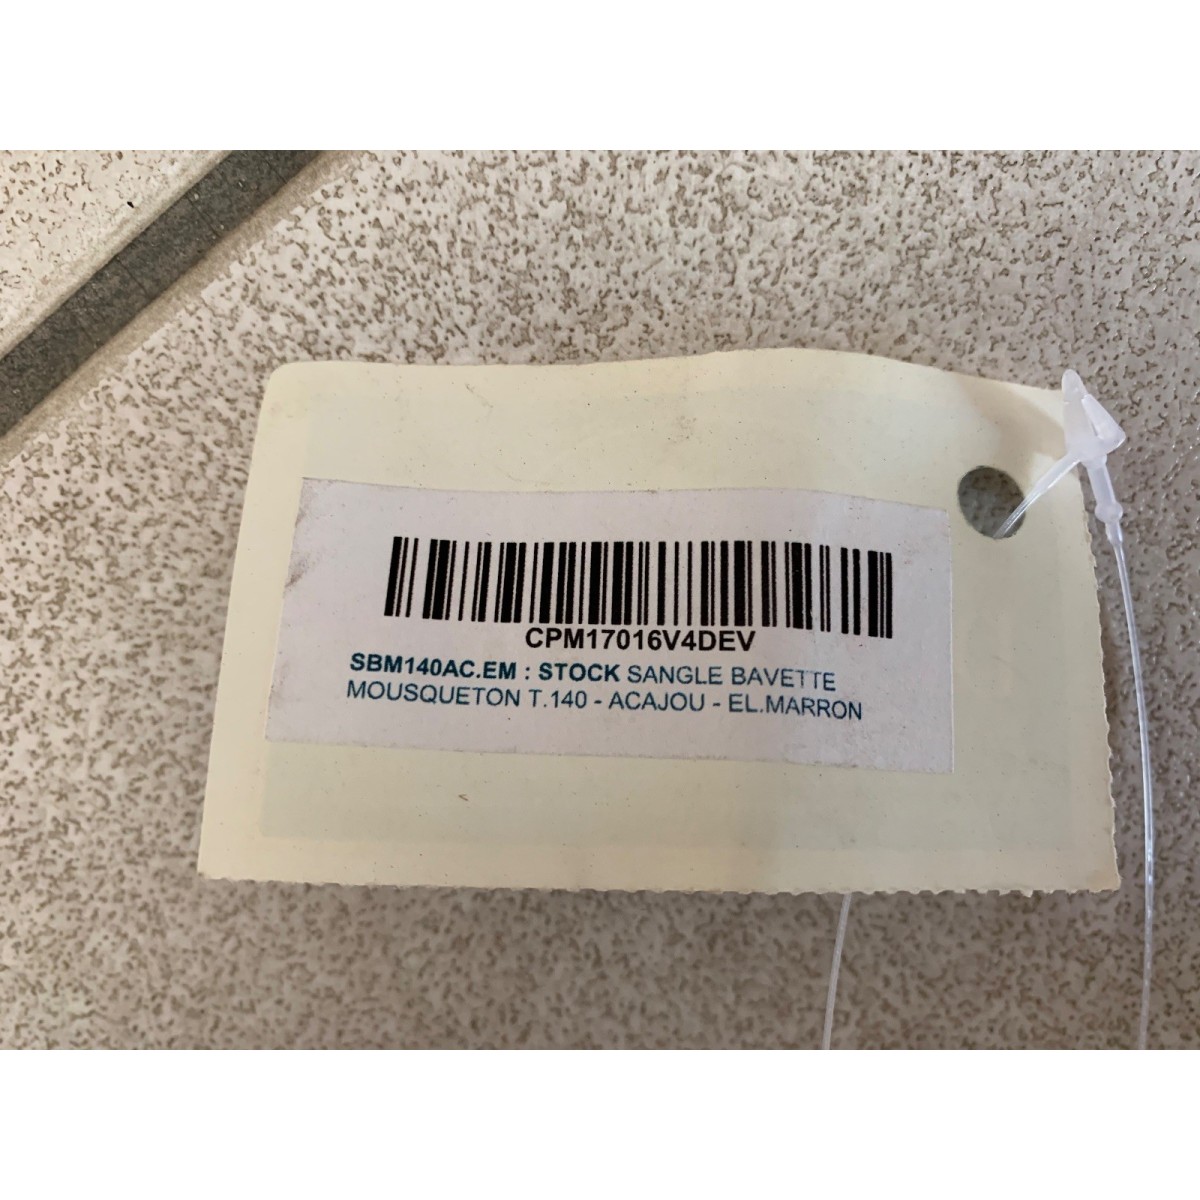 CPM17016V4DEV
SBM140AC.EM : STOCK SANGLE BAVETTE
MOUSQUETON T.140 - ACAJOU - EL.MARRON